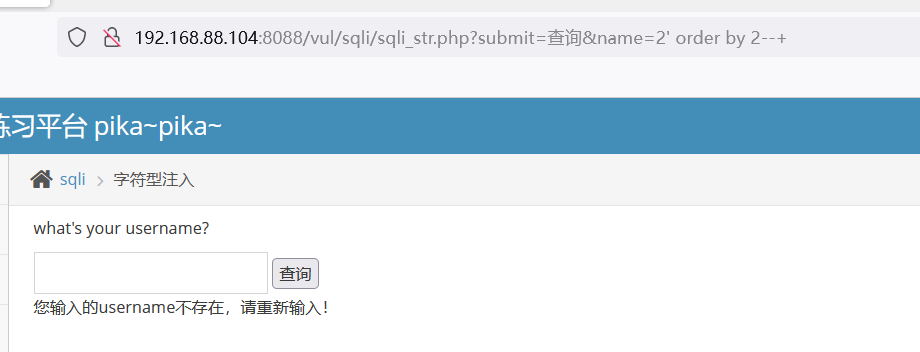 192.168.88.104:8088/vul/sqli/sqli_str.php?submit=查询&name=2' order by 2--+
练习平台 pika~pika~
sqli > 字符型注入
what's your username?
查询
您输入的username不存在，请重新输入！